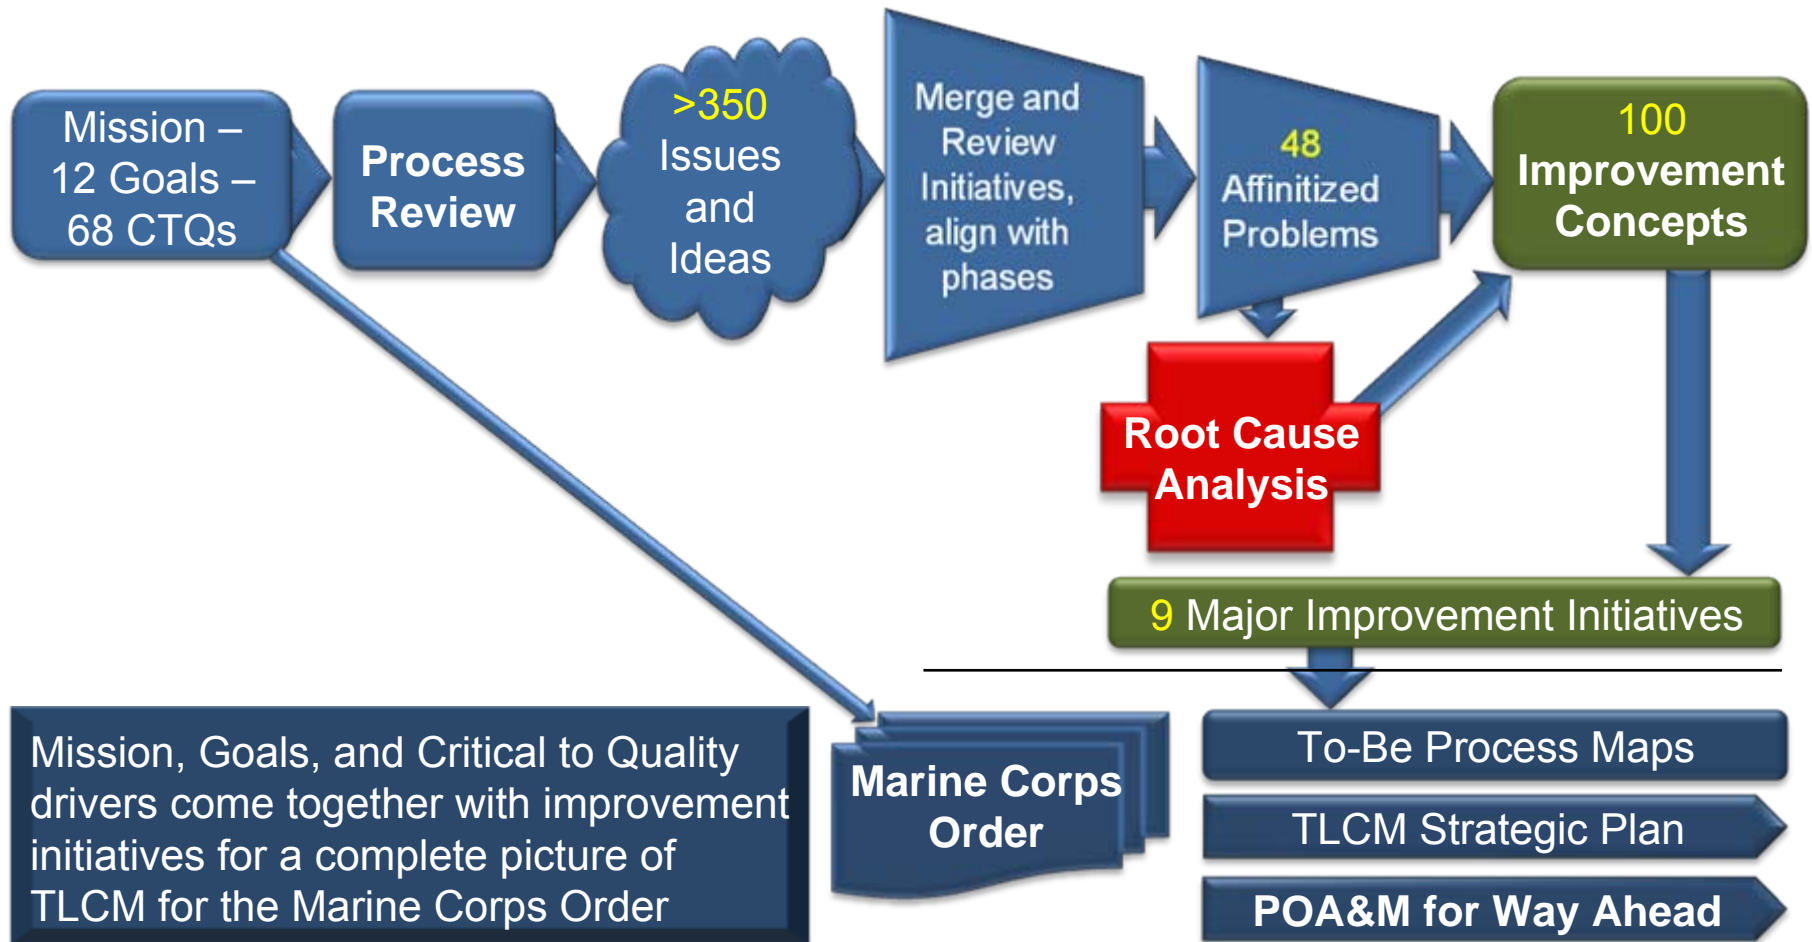 Mission –
12 Goals –
68 CTQs
Process
Review
>350
Issues
and
Ideas
Merge and
Review
Initiatives,
align with
phases
48
Affinitized
Problems
100
Improvement
Concepts
Root Cause
Analysis
9 Major Improvement Initiatives
Mission, Goals, and Critical to Quality
drivers come together with improvement
initiatives for a complete picture of
TLCM for the Marine Corps Order
Marine Corps
Order
To-Be Process Maps
TLCM Strategic Plan
POA&M for Way Ahead